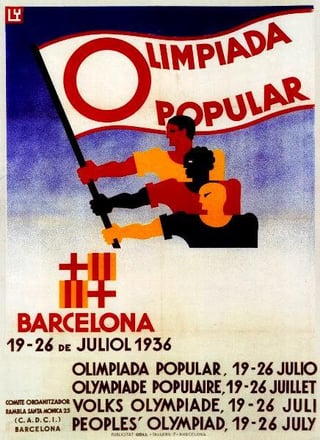 LY
OLIMPIADA
POPULAR
BARCELONA
19-26 DE JULIOL 1936
OLIMPIADA POPULAR, 19-26 JULIO
OLYMPIADE POPULAIRE, 19-26 JUILLET
VOLKS OLYMPIADE, 19-26 JULI
PEOPLES' OLYMPIAD, 19-26 JULY
COMITE ORGANITZADOR
RAMBLA SANTA MONICA 25
(C.A.D.C.I.)
BARCELONA